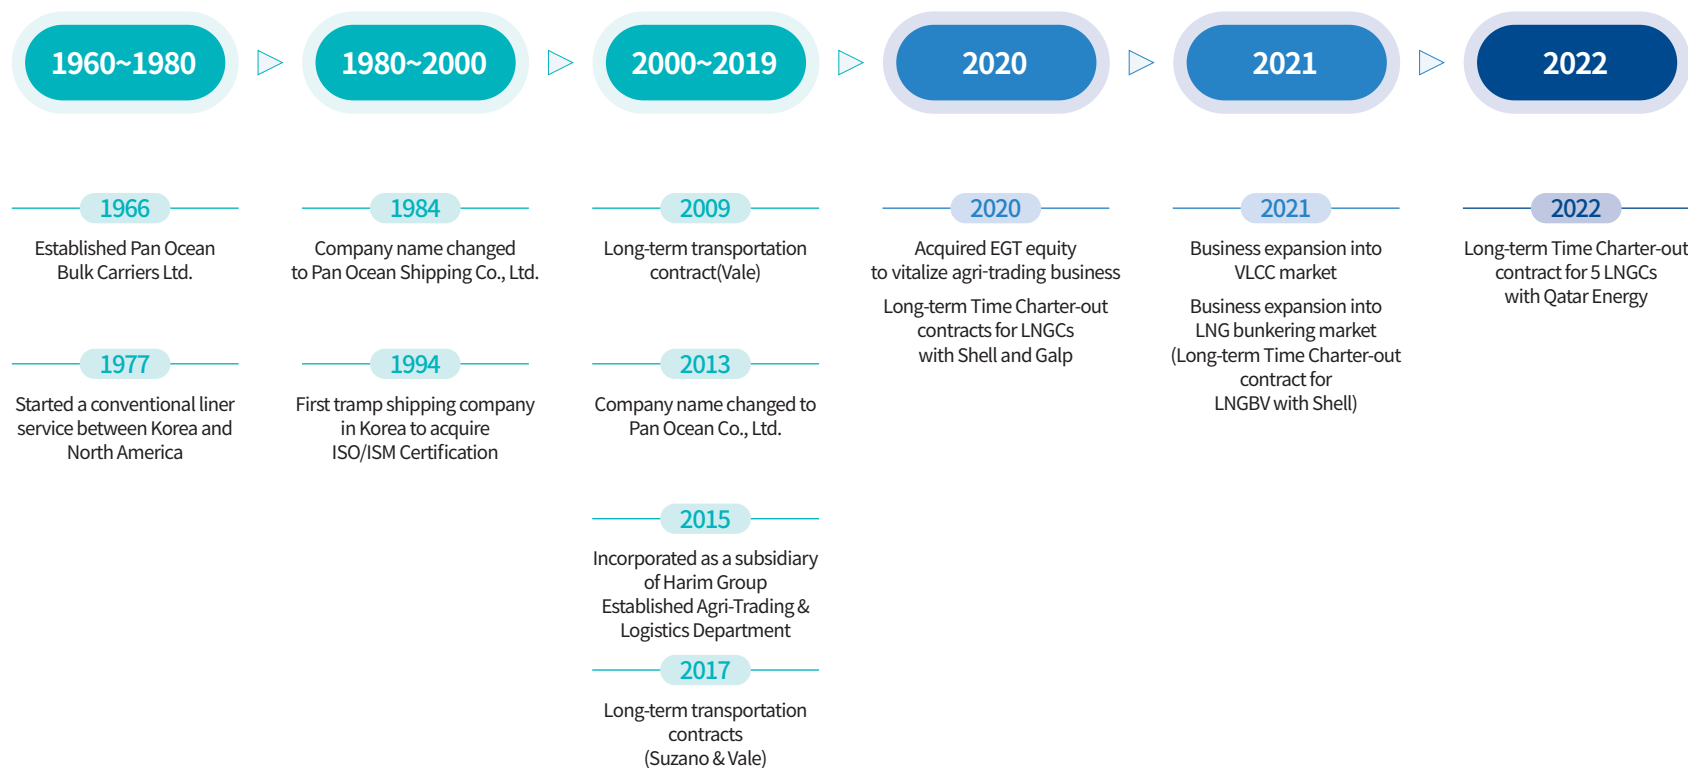 1960~1980
1980~2000
2000~2019
2020
2021
2022
1966
Established Pan Ocean
Bulk Carriers Ltd.
1977
Started a conventional liner
service between Korea and
North America
1984
Company name changed
to Pan Ocean Shipping Co., Ltd.
1994
First tramp shipping company
in Korea to acquire
ISO/ISM Certification
2009
Long-term transportation
contract(Vale)
2013
Company name changed to
Pan Ocean Co., Ltd.
2015
Incorporated as a subsidiary
of Harim Group
Established Agri-Trading &
Logistics Department
2017
Long-term transportation
contracts
(Suzano & Vale)
2020
Acquired EGT equity
to vitalize agri-trading business
Long-term Time Charter-out
contracts for LNGCs
with Shell and Galp
2021
Business expansion into
VLCC market
Business expansion into
LNG bunkering market
(Long-term Time Charter-out
contract for
LNGBV with Shell)
2022
Long-term Time Charter-out
contract for 5 LNGCs
with Qatar Energy